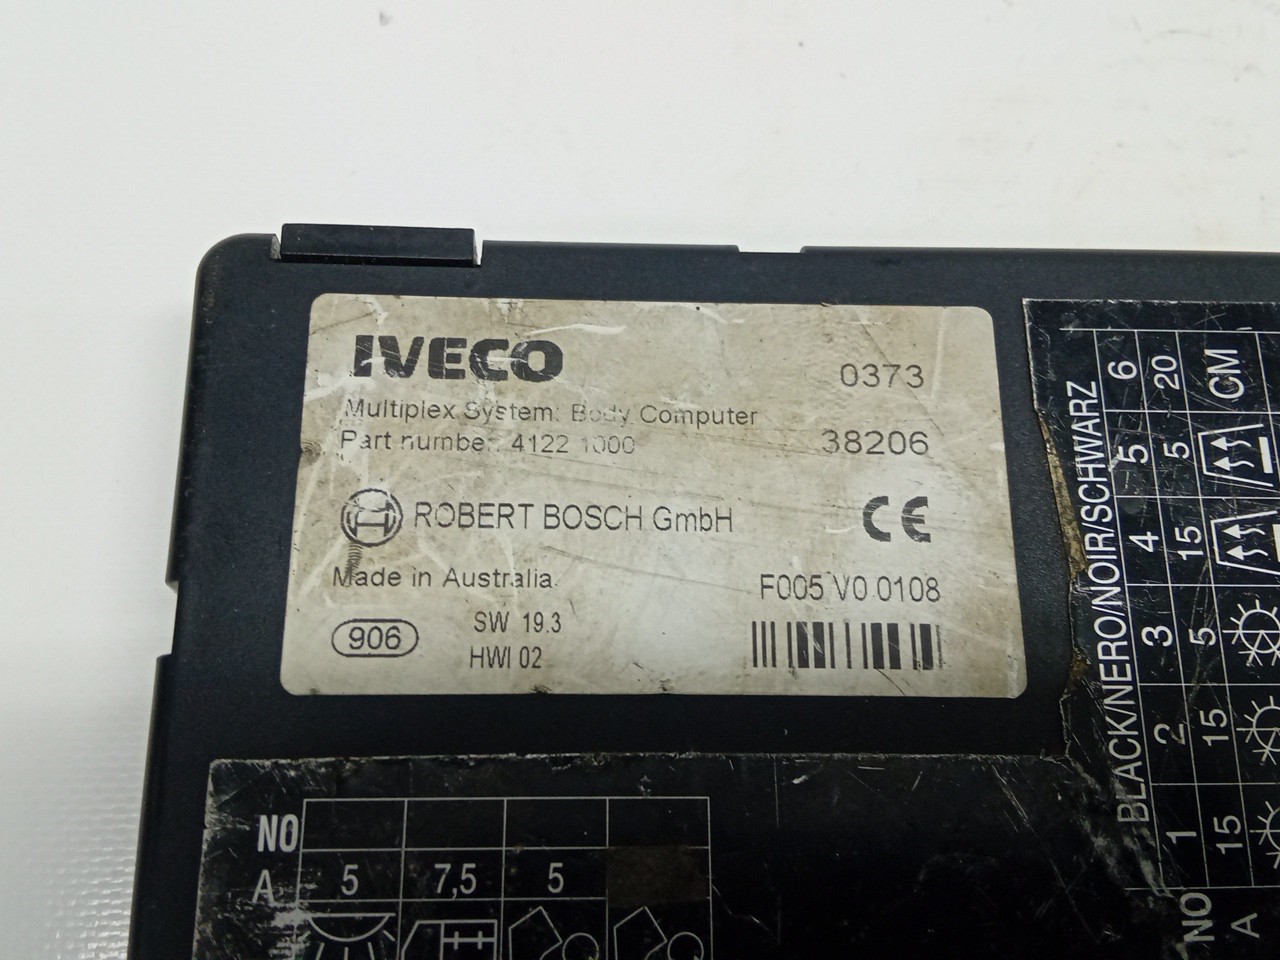 IVECO
0373
Multiplex System: Body Computer
Part number: 4122 1000
38206
ROBERT BOSCH GmbH
CE
Made in Australia
F005 V0 0108
906
SW 19.3
HWI 02
NO
A 5 7,5 5
BLACK/NERO/NOIR/SCHWARZ
NO 1 2 3 4 5 6
A 15 15 5 15 5 20
CM